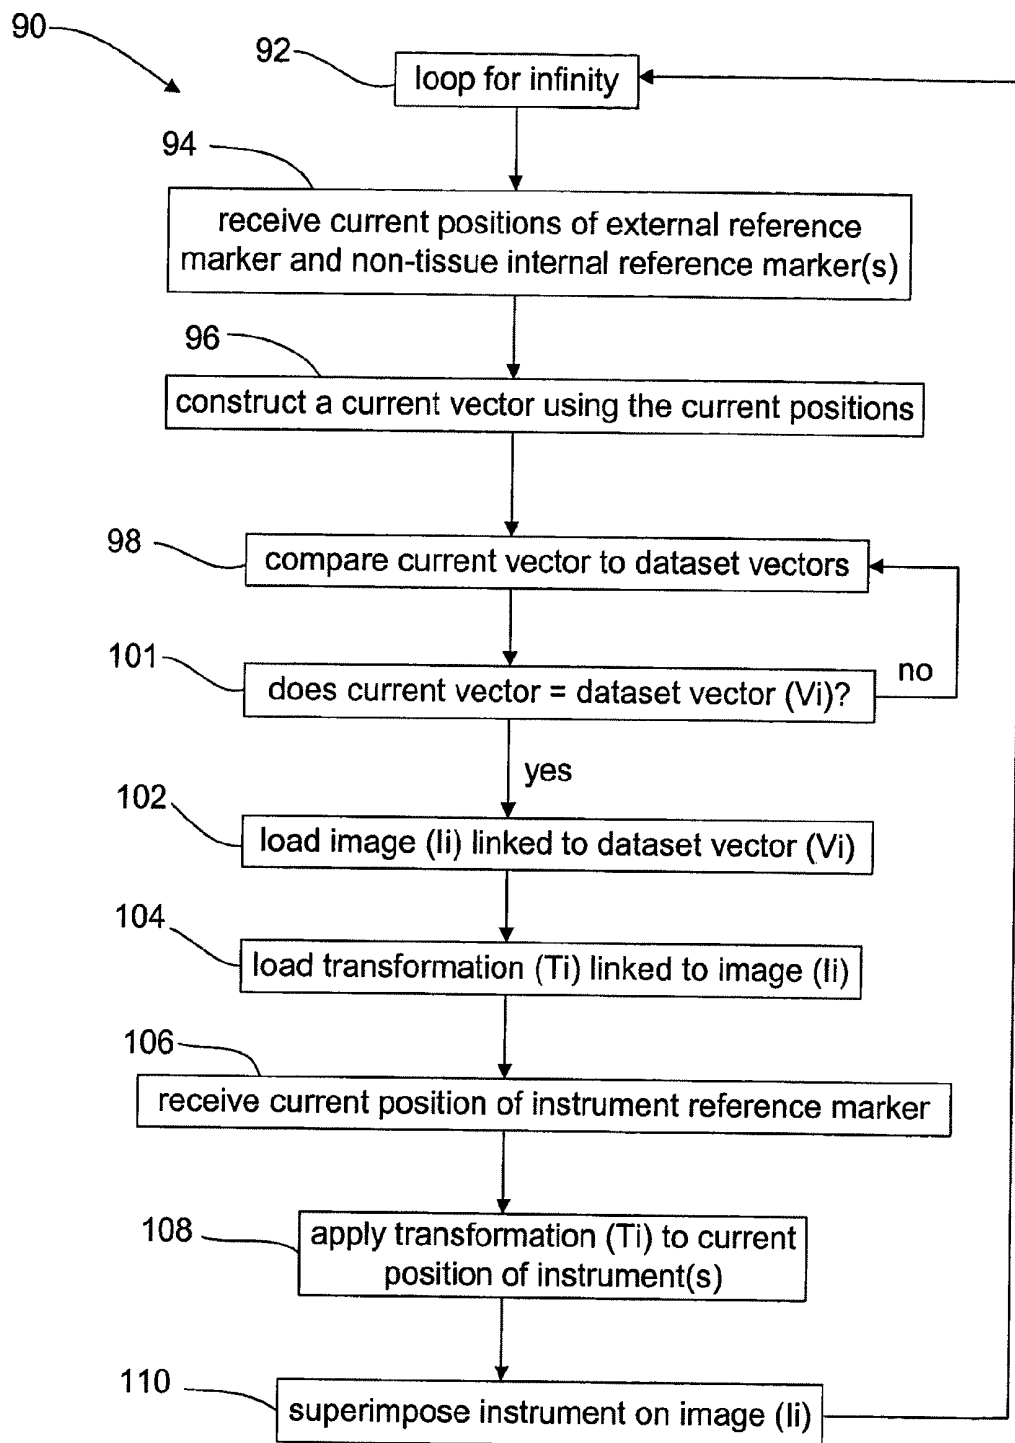 90
92
loop for infinity
94
receive current positions of external reference
marker and non-tissue internal reference marker(s)
96
construct a current vector using the current positions
98
compare current vector to dataset vectors
101
does current vector = dataset vector (Vi)?
no
yes
102
load image (Ii) linked to dataset vector (Vi)
104
load transformation (Ti) linked to image (Ii)
106
receive current position of instrument reference marker
108
apply transformation (Ti) to current
position of instrument(s)
110
superimpose instrument on image (Ii)